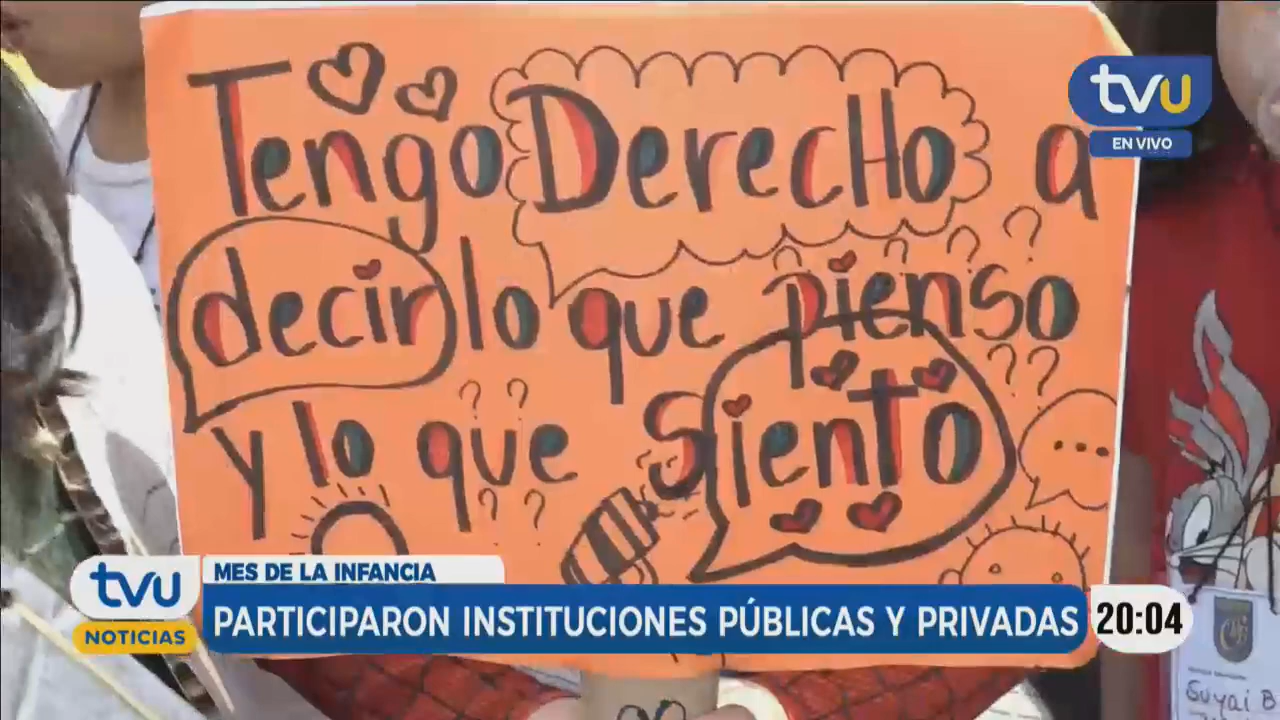 Tengo DerecHo a
decir lo que pienso
y lo que siento
tvu
EN VIVO
tvu
NOTICIAS
MES DE LA INFANCIA
PARTICIPARON INSTITUCIONES PÚBLICAS Y PRIVADAS
20:04
Suyai B